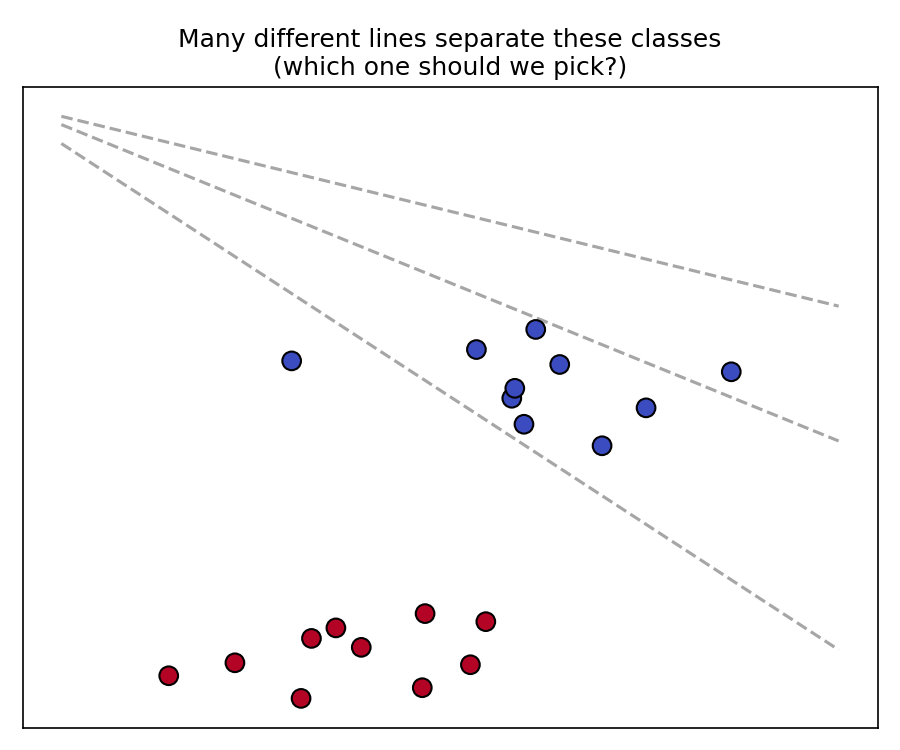 Many different lines separate these classes
(which one should we pick?)